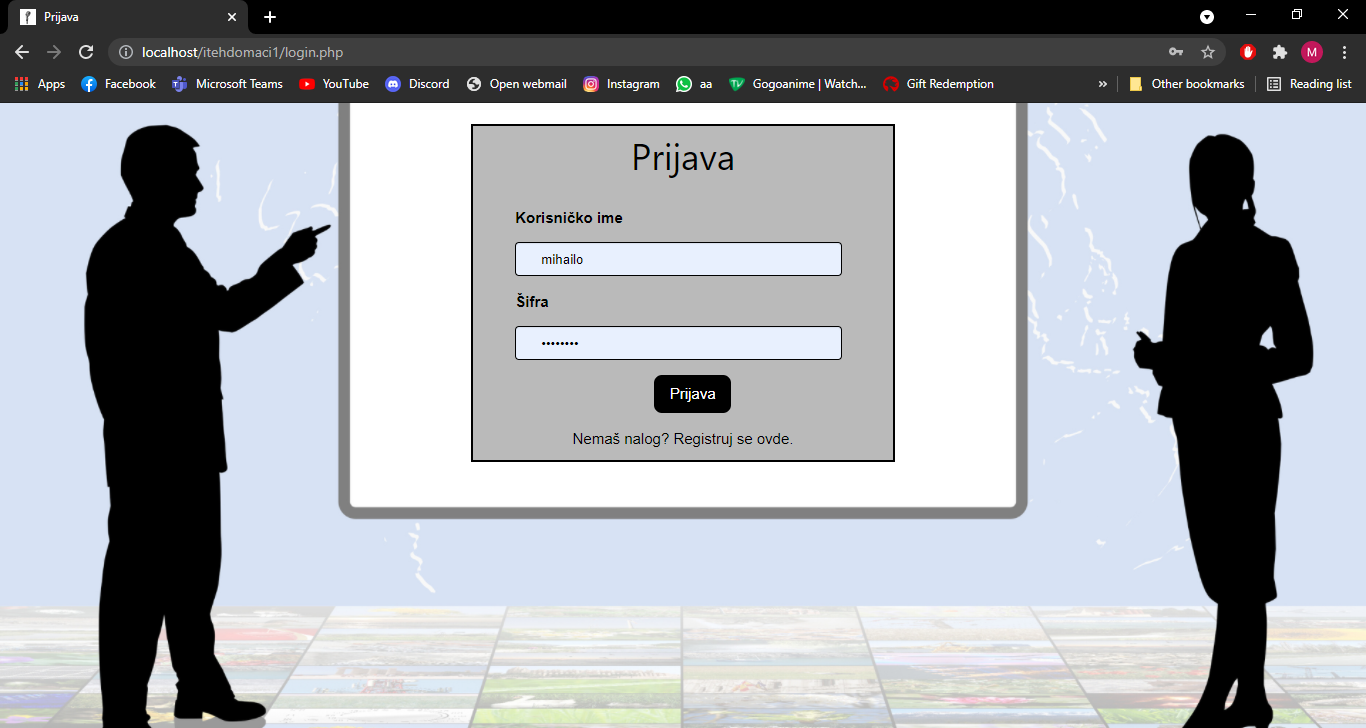 Prijava
localhost/itehdomaci1/login.php
M
Apps Facebook Microsoft Teams YouTube Discord Open webmail Instagram aa Gogoanime | Watch... Gift Redemption » Other bookmarks Reading list
Prijava
Korisničko ime
mihailo
Šifra
••••••••
Prijava
Nemaš nalog? Registruj se ovde.